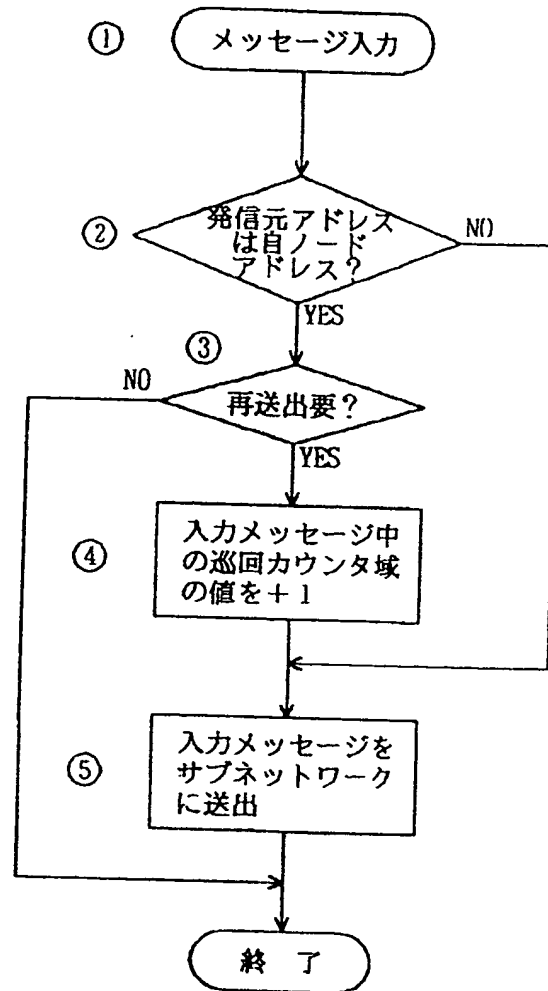 ① メッセージ入力
発信元アドレス
② は自ノード
アドレス?
NO
YES
③
NO
再送出要?
YES
入力メッセージ中
④ の巡回カウンタ域
の値を+1
入力メッセージを
⑤ サブネットワーク
に送出
終 了